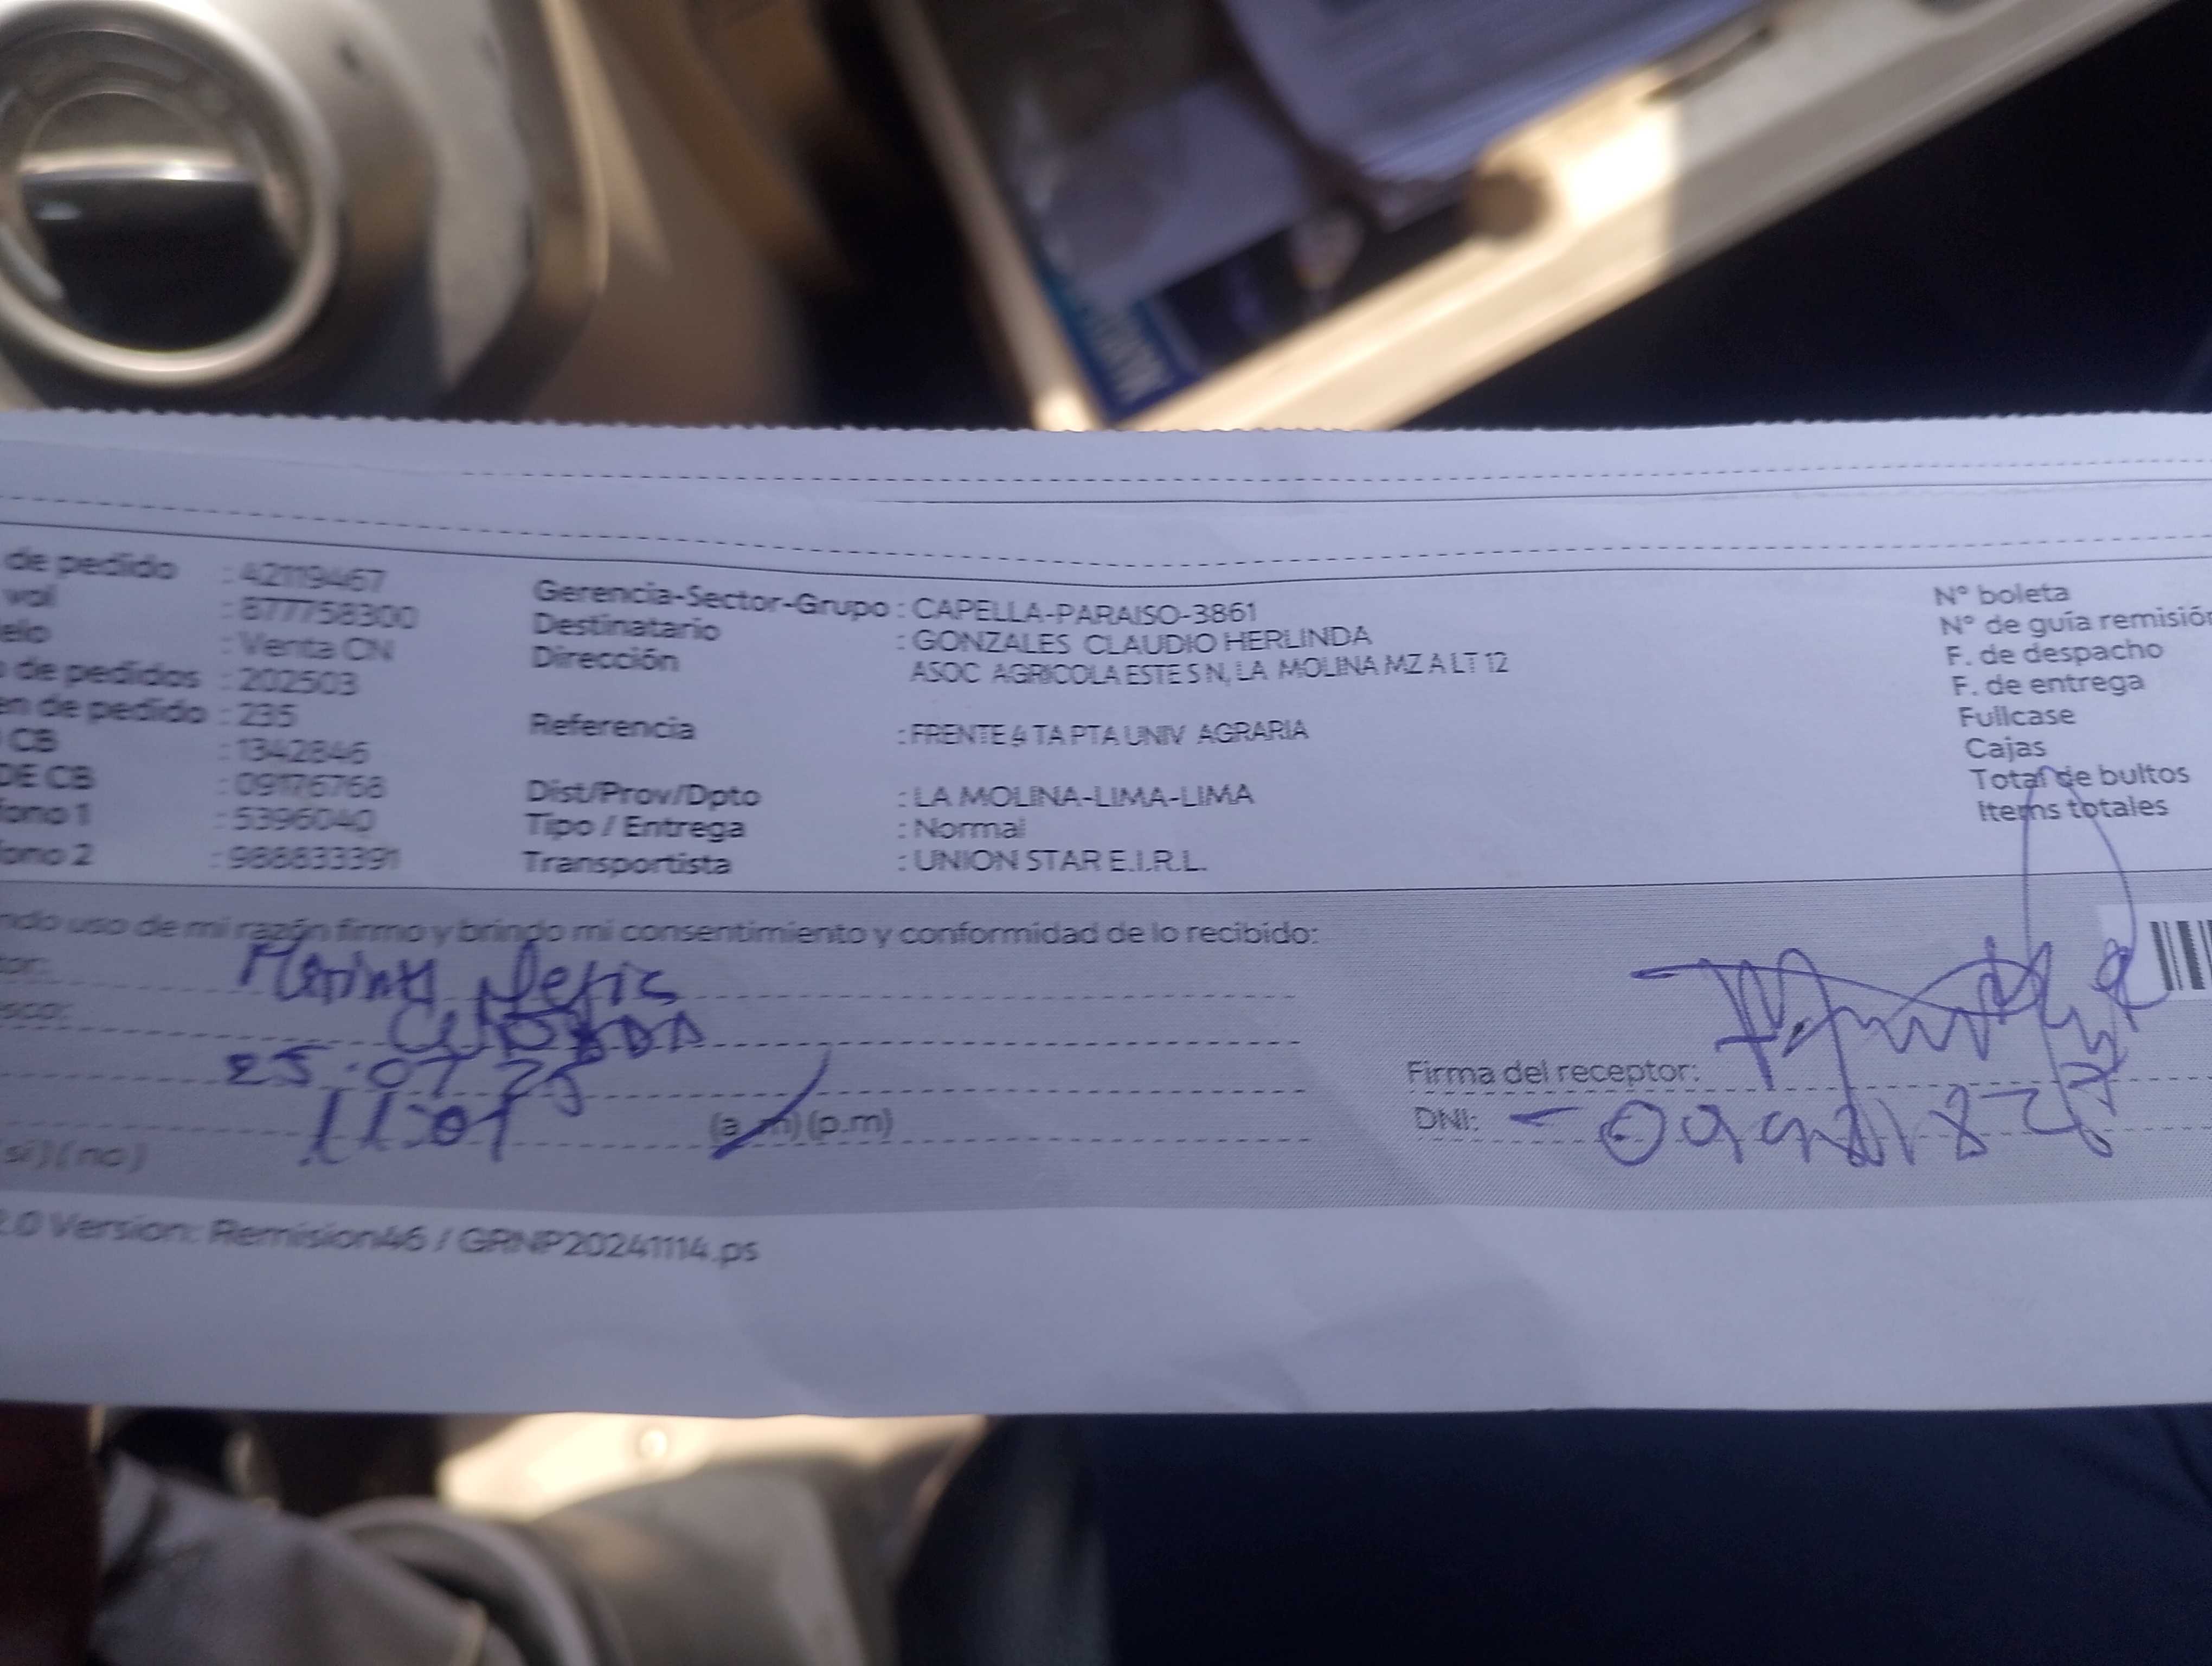 de pedido : 42119467
val : 877758300
elo : Venta CN
de pedidos : 202503
en de pedido : 235
CB : 1342846
DE CB : 09176768
fono 1 : 5396040
fono 2 : 988833391
Gerencia-Sector-Grupo : CAPELLA-PARAISO-3861
Destinatario : GONZALES CLAUDIO HERLINDA
Dirección ASOC AGRICOLA ESTE S N, LA MOLINA MZ A LT 12
Referencia : FRENTE 4 TA PTA UNIV AGRARIA
Dist/Prov/Dpto : LA MOLINA-LIMA-LIMA
Tipo / Entrega : Normal
Transportista : UNION STAR E.I.R.L.
N° boleta
N° de guía remisión
F. de despacho
F. de entrega
Fullcase
Cajas
Total de bultos
Items totales
ndo uso de mi razón firmo y brindo mi consentimiento y conformidad de lo recibido:
tor:
sco:
25.07.25
11:01 (a.m) (p.m)
(si) (no)
Firma del receptor:
DNI:
2.0 Version: Remision46 / GRNP20241114.ps